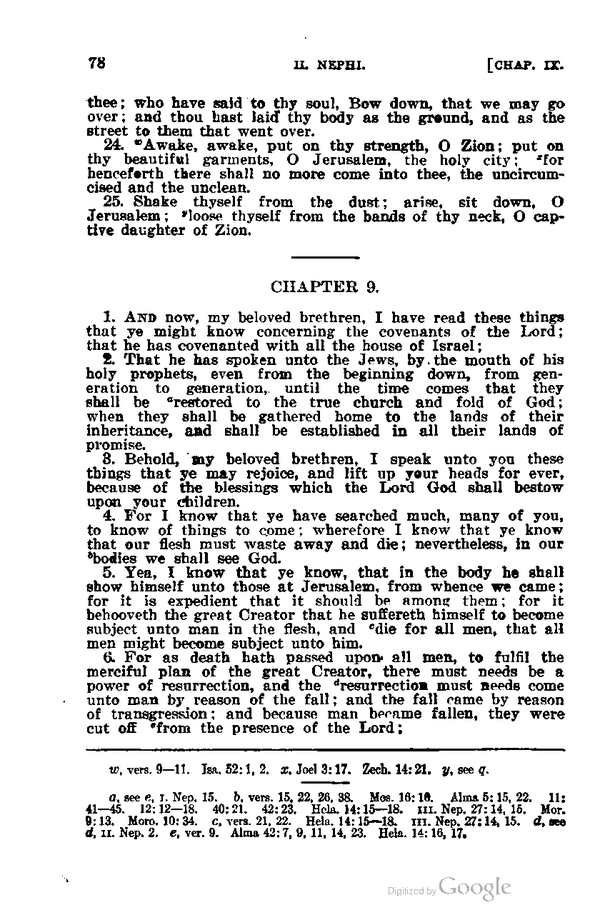 78 II. NEPHI. [CHAP. IX.
thee; who have said to thy soul, Bow down, that we may go
over; and thou hast laid thy body as the ground, and as the
street to them that went over.
24. ʷAwake, awake, put on thy strength, O Zion; put on
thy beautiful garments, O Jerusalem, the holy city; ˣfor
henceforth there shall no more come into thee, the uncircum-
cised and the unclean.
25. Shake thyself from the dust; arise, sit down, O
Jerusalem; ʸloose thyself from the bands of thy neck, O cap-
tive daughter of Zion.
CHAPTER 9.
1. AND now, my beloved brethren, I have read these things
that ye might know concerning the covenants of the Lord;
that he has covenanted with all the house of Israel;
2. That he has spoken unto the Jews, by the mouth of his
holy prophets, even from the beginning down, from gen-
eration to generation, until the time comes that they
shall be ᵃrestored to the true church and fold of God;
when they shall be gathered home to the lands of their
inheritance, and shall be established in all their lands of
promise.
3. Behold, my beloved brethren, I speak unto you these
things that ye may rejoice, and lift up your heads for ever,
because of the blessings which the Lord God shall bestow
upon your children.
4. For I know that ye have searched much, many of you,
to know of things to come; wherefore I know that ye know
that our flesh must waste away and die; nevertheless, in our
ᵇbodies we shall see God.
5. Yea, I know that ye know, that in the body he shall
show himself unto those at Jerusalem, from whence we came;
for it is expedient that it should be among them; for it
behooveth the great Creator that he suffereth himself to become
subject unto man in the flesh, and ᶜdie for all men, that all
men might become subject unto him.
6. For as death hath passed upon all men, to fulfil the
merciful plan of the great Creator, there must needs be a
power of resurrection, and the ᵈresurrection must needs come
unto man by reason of the fall; and the fall came by reason
of transgression; and because man became fallen, they were
cut off ᵉfrom the presence of the Lord;
w, vers. 9—11. Isa. 52:1, 2. x, Joel 3:17. Zech. 14:21. y, see q.
a, see e, I. Nep. 15. b, vers. 15, 22, 26, 38. Mos. 16:10. Alma 5:15, 22. 11:
41—45. 12:12—18. 40:21. 42:23. Hela. 14:15—18. III. Nep. 27:14, 15. Mor.
9:13. Moro. 10:34. c, vers. 21, 22. Hela. 14:15—18. III. Nep. 27:14, 15. d, see
d, II. Nep. 2. e, ver. 9. Alma 42:7, 9, 11, 14, 23. Hela. 14:16, 17.
Digitized by Google